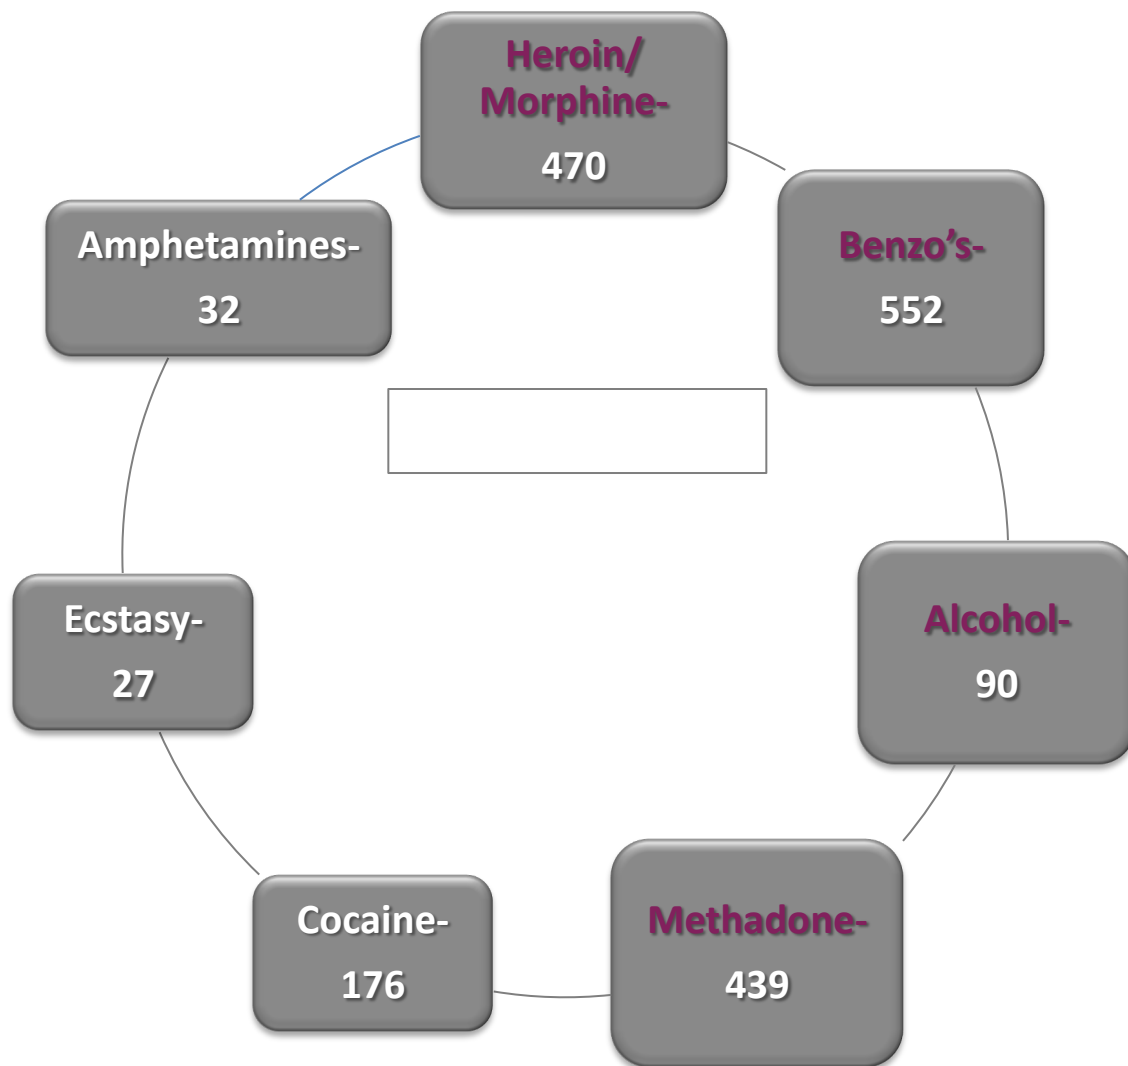 Heroin/
Morphine-
470
Benzo’s-
552
Alcohol-
90
Methadone-
439
Cocaine-
176
Ecstasy-
27
Amphetamines-
32